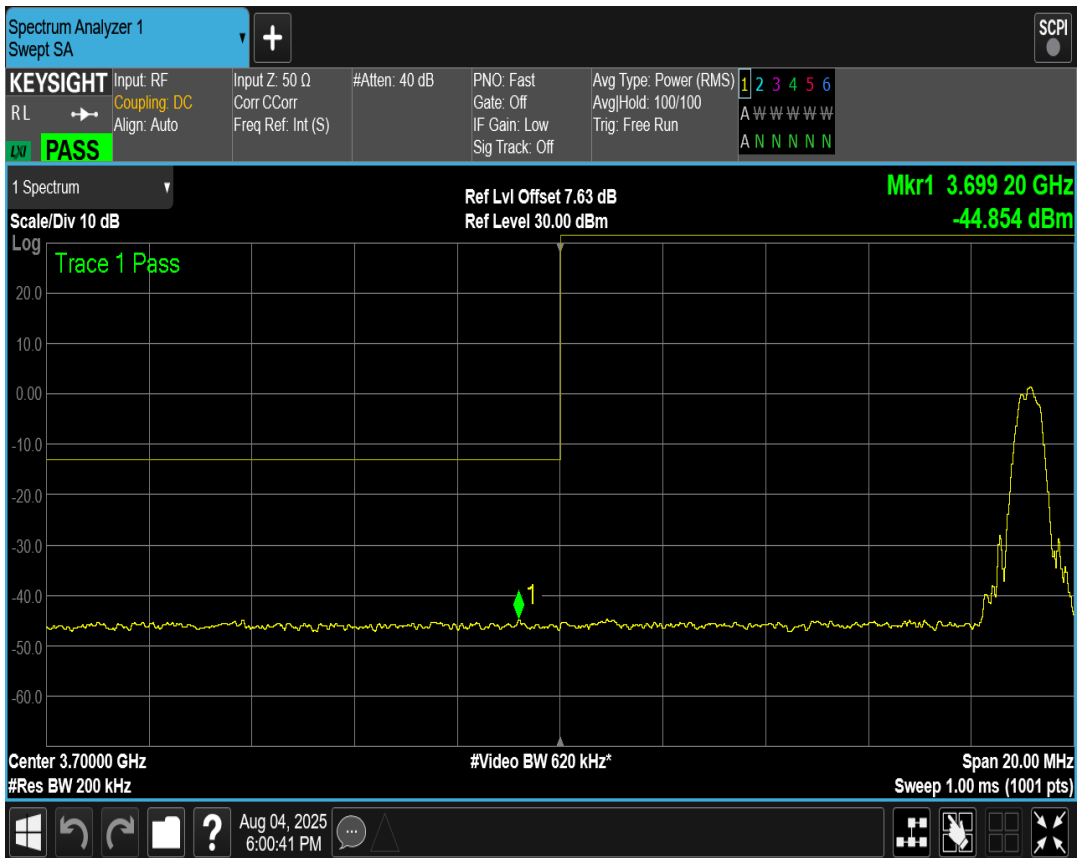 Spectrum Analyzer 1
Swept SA
+
SCPI
KEYSIGHT
RL
LXI PASS
Input: RF
Coupling: DC
Align: Auto
Input Z: 50 Ω
Corr CCorr
Freq Ref: Int (S)
#Atten: 40 dB
PNO: Fast
Gate: Off
IF Gain: Low
Sig Track: Off
Avg Type: Power (RMS)
Avg|Hold: 100/100
Trig: Free Run
1 2 3 4 5 6
A W W W W W
A N N N N N
1 Spectrum
Scale/Div 10 dB
Ref Lvl Offset 7.63 dB
Ref Level 30.00 dBm
Mkr1 3.699 20 GHz
-44.854 dBm
Log
Trace 1 Pass
20.0
10.0
0.00
-10.0
-20.0
-30.0
-40.0
1
-50.0
-60.0
Center 3.70000 GHz
#Res BW 200 kHz
#Video BW 620 kHz*
Span 20.00 MHz
Sweep 1.00 ms (1001 pts)
?
Aug 04, 2025
6:00:41 PM